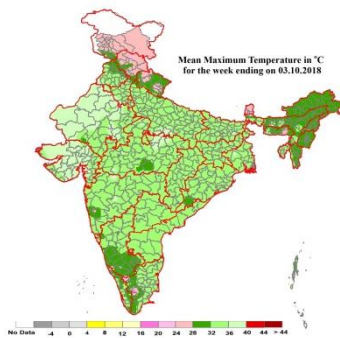 Mean Maximum Temperature in °C
for the week ending on 03.10.2018
No Data -4 0 4 8 12 16 20 24 28 32 36 40 44 > 44